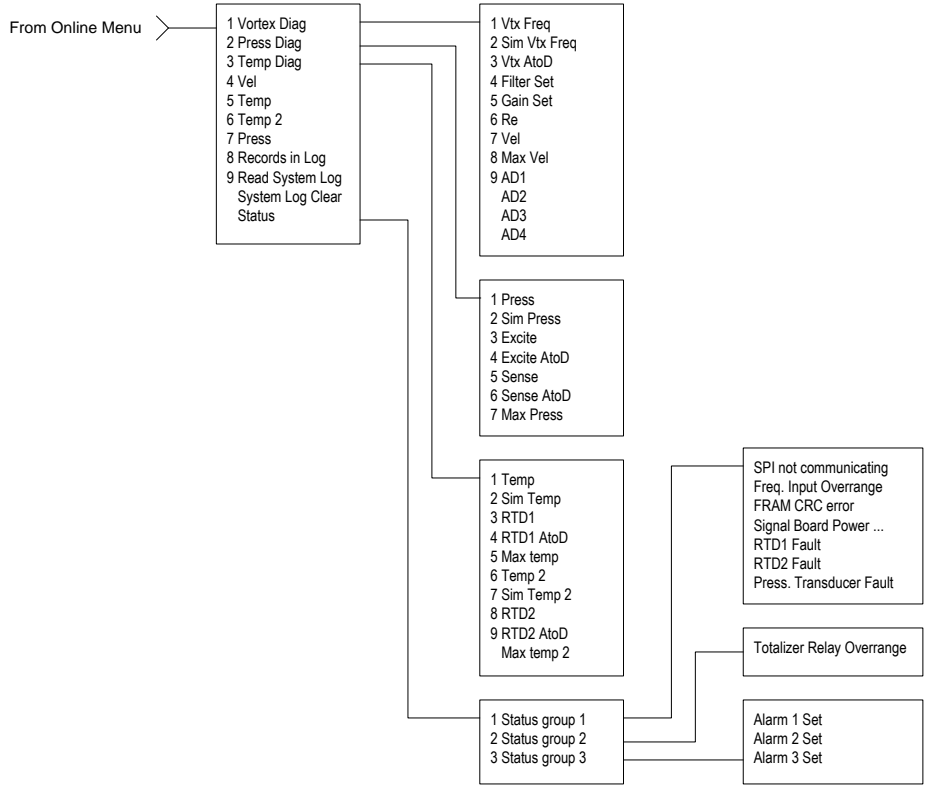 From Online Menu
1 Vortex Diag
2 Press Diag
3 Temp Diag
4 Vel
5 Temp
6 Temp 2
7 Press
8 Records in Log
9 Read System Log
System Log Clear
Status
1 Vtx Freq
2 Sim Vtx Freq
3 Vtx AtoD
4 Filter Set
5 Gain Set
6 Re
7 Vel
8 Max Vel
9 AD1
AD2
AD3
AD4
1 Press
2 Sim Press
3 Excite
4 Excite AtoD
5 Sense
6 Sense AtoD
7 Max Press
1 Temp
2 Sim Temp
3 RTD1
4 RTD1 AtoD
5 Max temp
6 Temp 2
7 Sim Temp 2
8 RTD2
9 RTD2 AtoD
Max temp 2
1 Status group 1
2 Status group 2
3 Status group 3
SPI not communicating
Freq. Input Overrange
FRAM CRC error
Signal Board Power ...
RTD1 Fault
RTD2 Fault
Press. Transducer Fault
Totalizer Relay Overrange
Alarm 1 Set
Alarm 2 Set
Alarm 3 Set